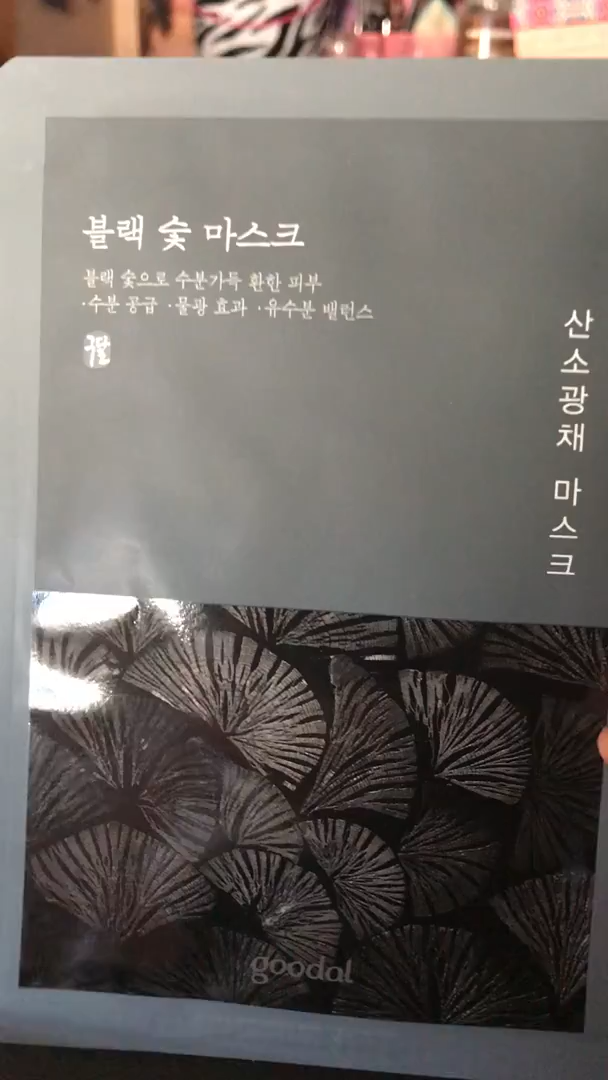 블랙 숯 마스크
블랙 숯으로 수분가득 환한 피부
·수분 공급 ·물광 효과 ·유수분 밸런스
구달
산소광채 마스크
goodal